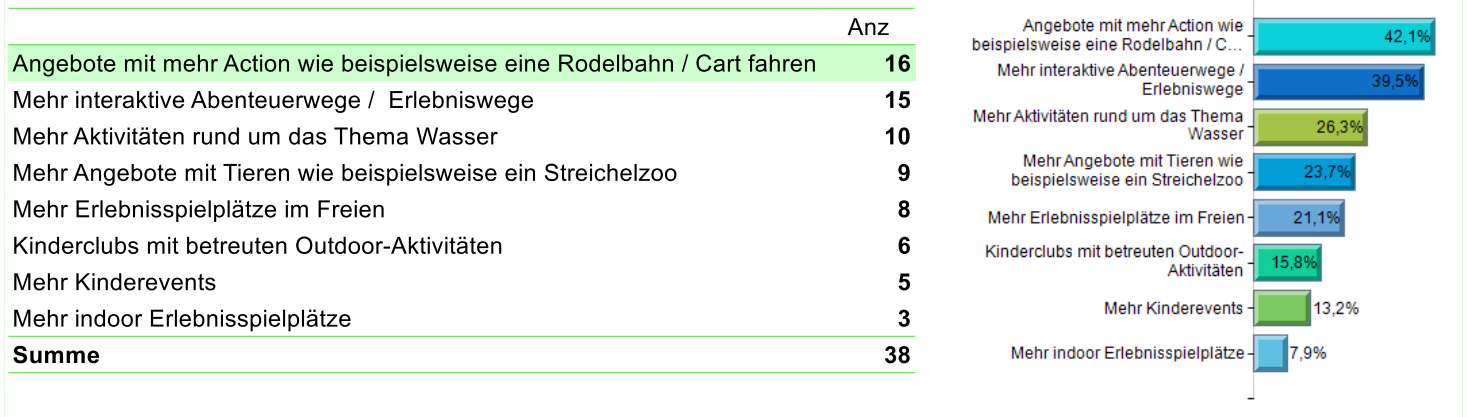 Anz
Angebote mit mehr Action wie beispielsweise eine Rodelbahn / Cart fahren 16
Mehr interaktive Abenteuerwege / Erlebniswege 15
Mehr Aktivitäten rund um das Thema Wasser 10
Mehr Angebote mit Tieren wie beispielsweise ein Streichelzoo 9
Mehr Erlebnisspielplätze im Freien 8
Kinderclubs mit betreuten Outdoor-Aktivitäten 6
Mehr Kinderevents 5
Mehr indoor Erlebnisspielplätze 3
Summe 38
Angebote mit mehr Action wie
beispielsweise eine Rodelbahn / C...
42,1%
Mehr interaktive Abenteuerwege /
Erlebniswege
39,5%
Mehr Aktivitäten rund um das Thema
Wasser
26,3%
Mehr Angebote mit Tieren wie
beispielsweise ein Streichelzoo
23,7%
Mehr Erlebnisspielplätze im Freien
21,1%
Kinderclubs mit betreuten Outdoor-
Aktivitäten
15,8%
Mehr Kinderevents
13,2%
Mehr indoor Erlebnisspielplätze
7,9%